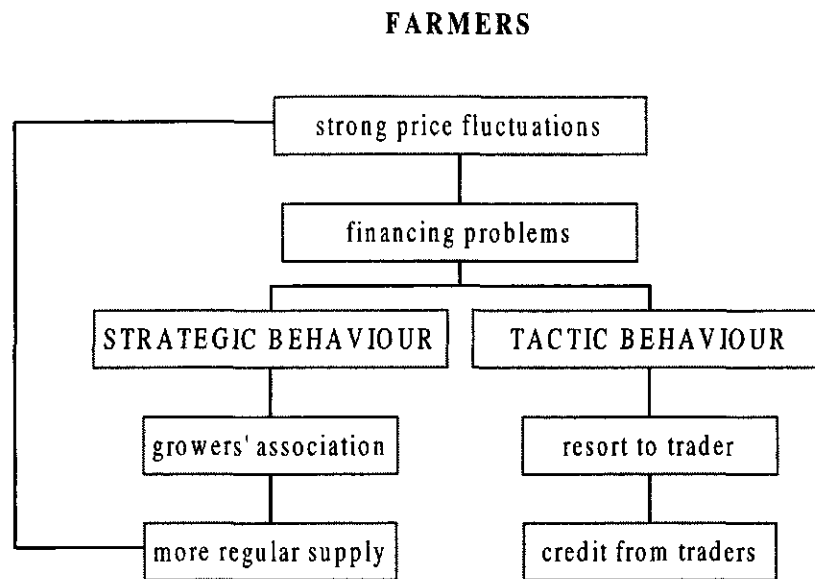 FARMERS
strong price fluctuations
financing problems
STRATEGIC BEHAVIOUR
TACTIC BEHAVIOUR
growers' association
resort to trader
more regular supply
credit from traders